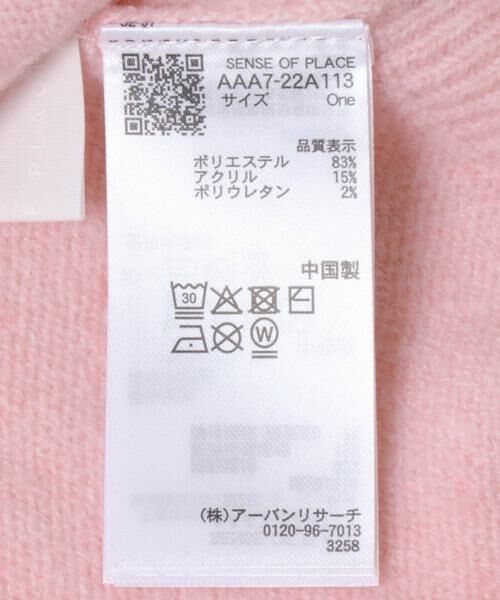 SENSE OF PLACE
AAA7-22A113
サイズ One
品質表示
ポリエステル 83%
アクリル 15%
ポリウレタン 2%
中国製
30
W
(株)アーバンリサーチ
0120-96-7013
3258